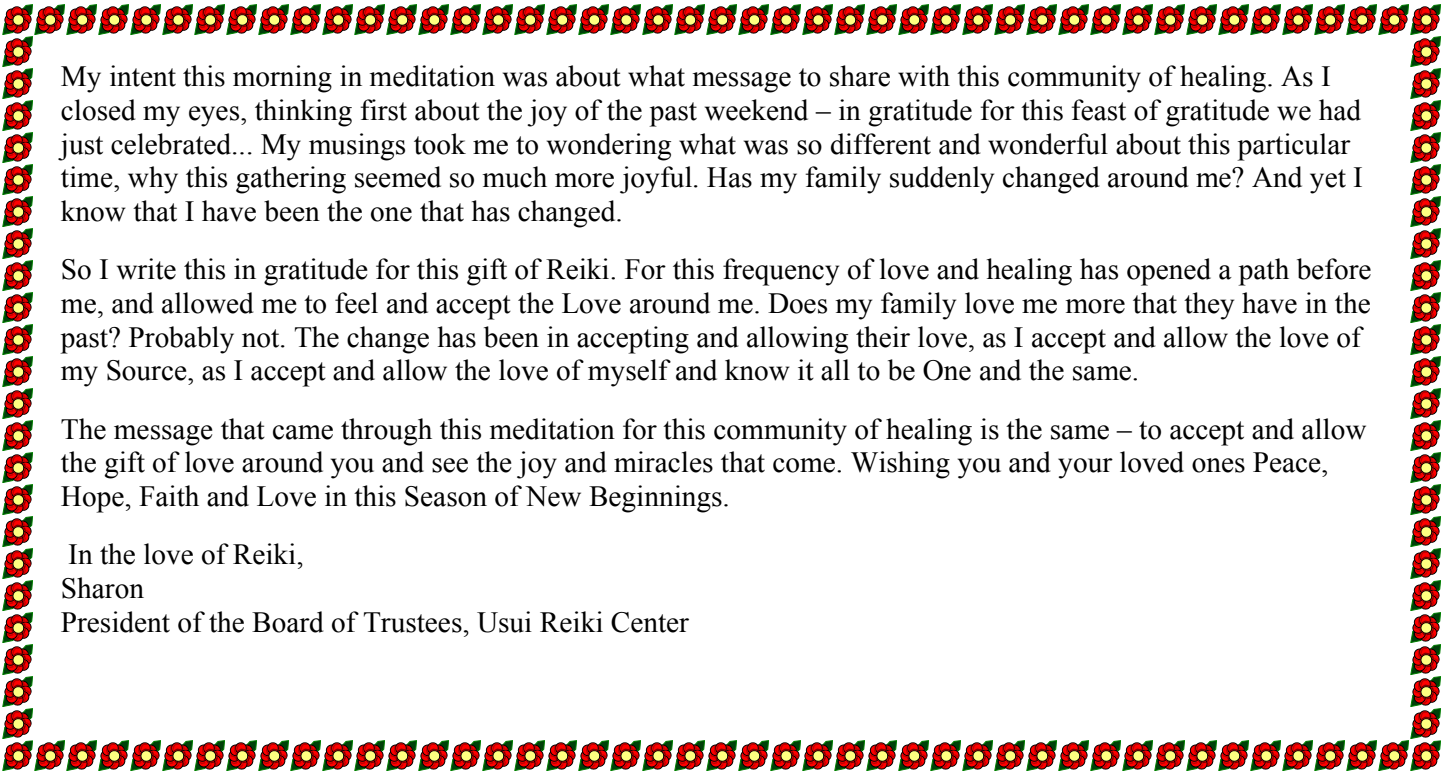 My intent this morning in meditation was about what message to share with this community of healing. As I
closed my eyes, thinking first about the joy of the past weekend – in gratitude for this feast of gratitude we had
just celebrated... My musings took me to wondering what was so different and wonderful about this particular
time, why this gathering seemed so much more joyful. Has my family suddenly changed around me? And yet I
know that I have been the one that has changed.
So I write this in gratitude for this gift of Reiki. For this frequency of love and healing has opened a path before
me, and allowed me to feel and accept the Love around me. Does my family love me more that they have in the
past? Probably not. The change has been in accepting and allowing their love, as I accept and allow the love of
my Source, as I accept and allow the love of myself and know it all to be One and the same.
The message that came through this meditation for this community of healing is the same – to accept and allow
the gift of love around you and see the joy and miracles that come. Wishing you and your loved ones Peace,
Hope, Faith and Love in this Season of New Beginnings.
In the love of Reiki,
Sharon
President of the Board of Trustees, Usui Reiki Center